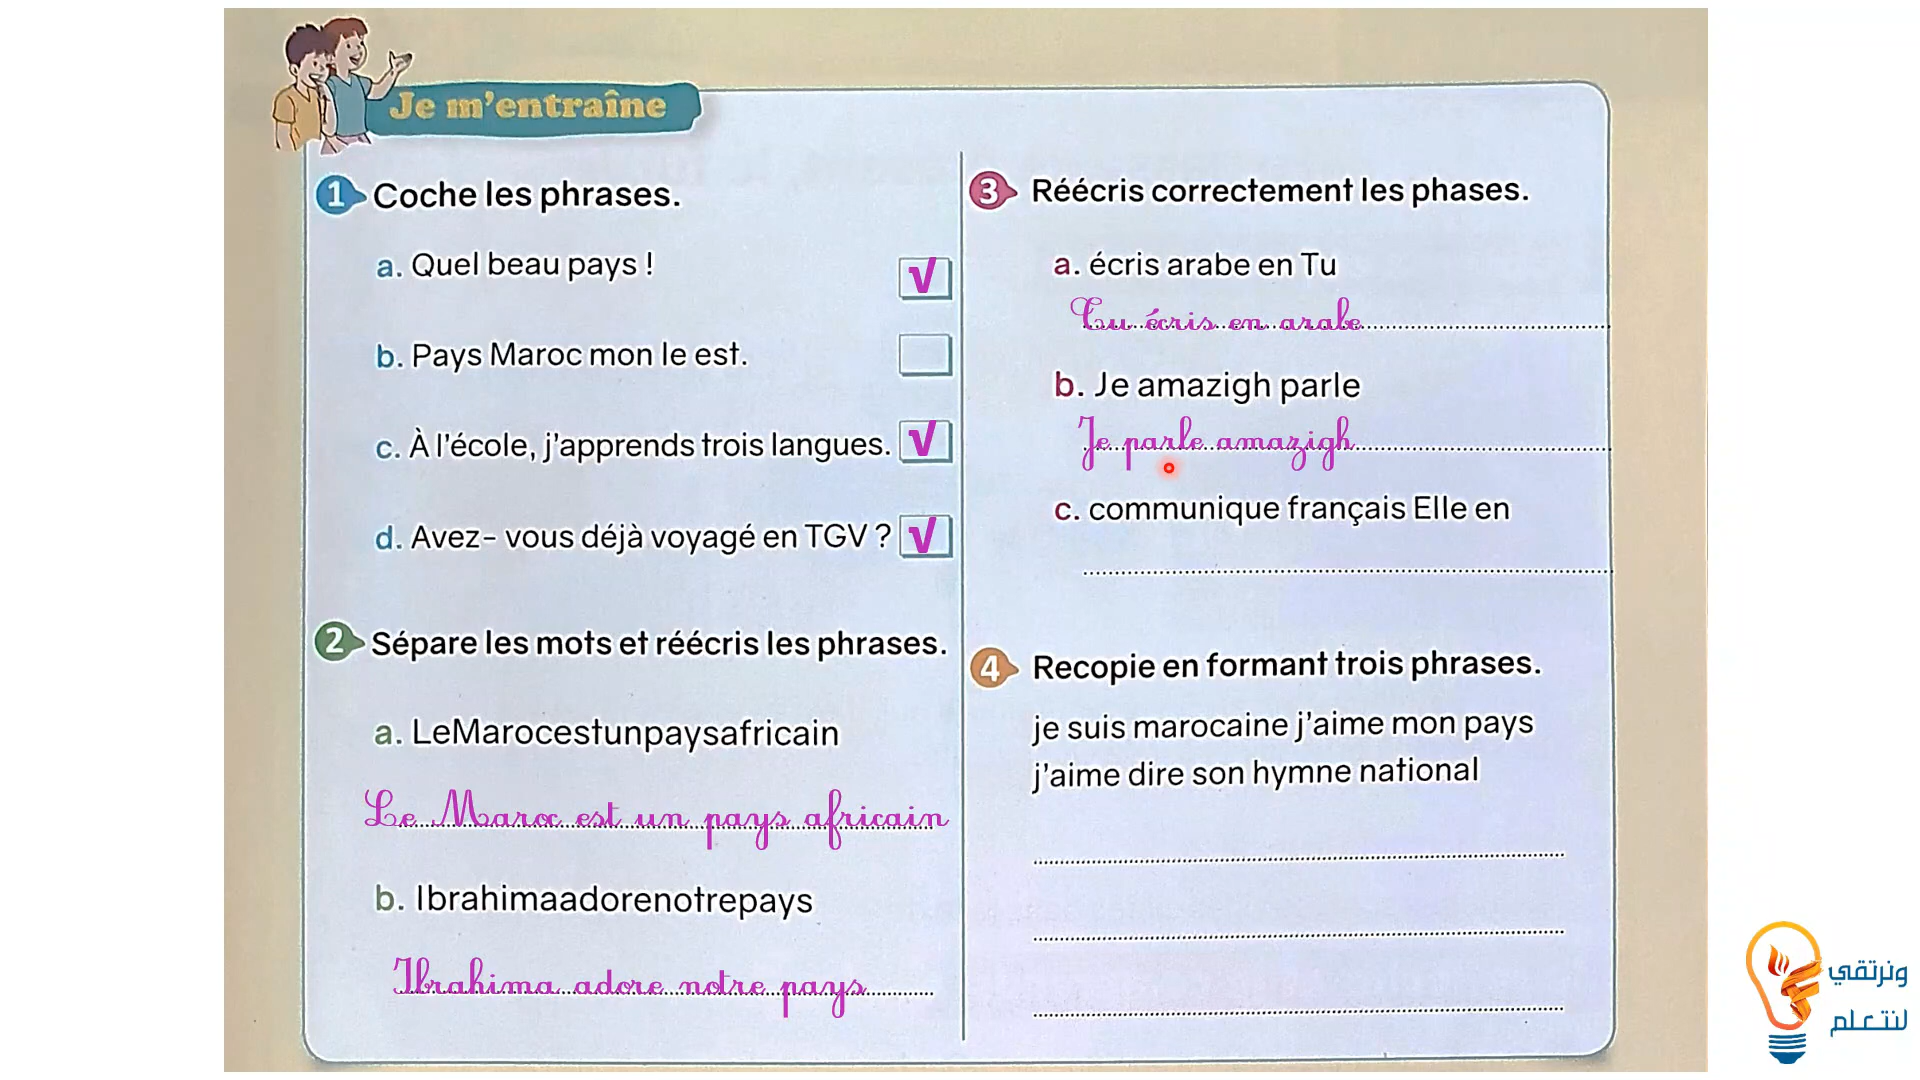 Je m'entraîne
1 Coche les phrases.
a. Quel beau pays ! √
b. Pays Maroc mon le est.
c. À l'école, j'apprends trois langues. √
d. Avez- vous déjà voyagé en TGV ? √
2 Sépare les mots et réécris les phrases.
a. LeMarocestunpaysafricain
Le Maroc est un pays africain
b. Ibrahimaadorenotrepays
Ibrahima adore notre pays
3 Réécris correctement les phases.
a. écris arabe en Tu
Tu écris en arabe
b. Je amazigh parle
Je parle amazigh
c. communique français Elle en
4 Recopie en formant trois phrases.
je suis marocaine j'aime mon pays
j'aime dire son hymne national
ونرتقي
لنتعلم